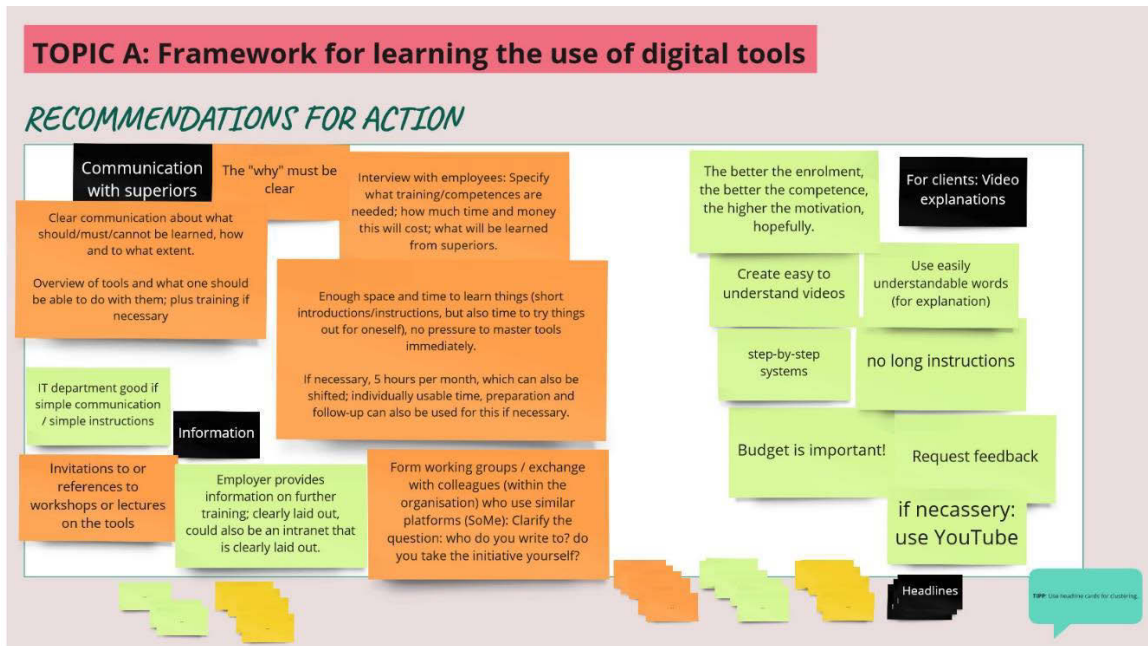 TOPIC A: Framework for learning the use of digital tools
RECOMMENDATIONS FOR ACTION
Communication
with superiors
The "why" must be
clear
Clear communication about what
should/must/cannot be learned, how
and to what extent.
Overview of tools and what one should
be able to do with them; plus training if
necessary
Interview with employees: Specify
what training/competences are
needed; how much time and money
this will cost; what will be learned
from superiors.
Enough space and time to learn things (short
introductions/instructions, but also time to try things
out for oneself), no pressure to master tools
immediately.
If necessary, 5 hours per month, which can also be
shifted; individually usable time, preparation and
follow-up can also be used for this if necessary.
IT department good if
simple communication
/ simple instructions
Information
Invitations to or
references to
workshops or lectures
on the tools
Employer provides
information on further
training; clearly laid out,
could also be an intranet that
is clearly laid out.
Form working groups / exchange
with colleagues (within the
organisation) who use similar
platforms (SoMe): Clarify the
question: who do you write to? do
you take the initiative yourself?
The better the enrolment,
the better the competence,
the higher the motivation,
hopefully.
For clients: Video
explanations
Create easy to
understand videos
Use easily
understandable words
(for explanation)
step-by-step
systems
no long instructions
Budget is important!
Request feedback
if necassery:
use YouTube
Headlines
TIPP: Use headline cards for clustering.